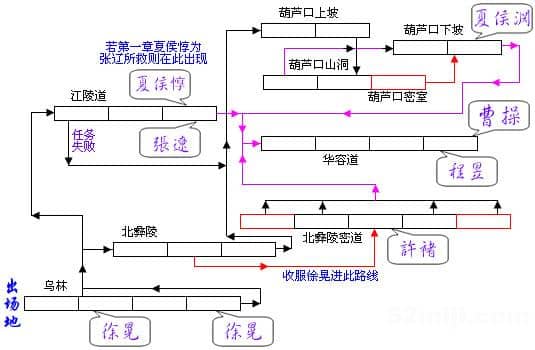 葫芦口上坡
葫芦口下坡
夏侯渊
若第一章夏侯惇为
张辽所救则在此出现
夏侯惇
葫芦口山洞
葫芦口密室
江陵道
曹操
张辽
任务
失败
华容道
程昱
北彝陵
北彝陵密道
許褚
收服徐晃进此路线
乌林
出场地
徐晃
徐晃